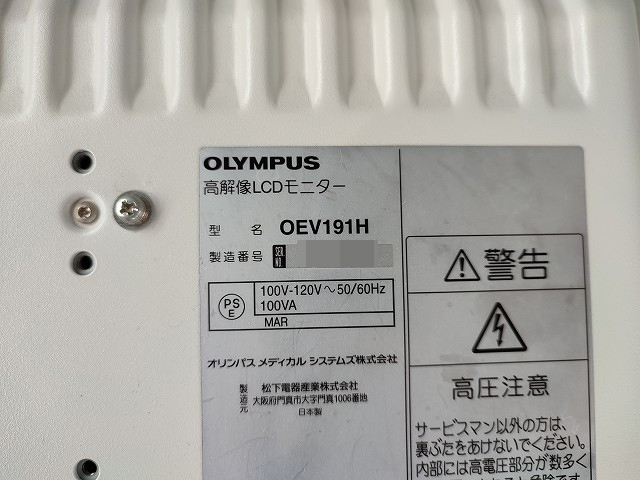 OLYMPUS
高解像LCDモニター
型 名 OEV191H
製造番号 SER. NO
PS E
100V-120V～50/60Hz
100VA
MAR
オリンパス メディカル システムズ株式会社
製造元
松下電器産業株式会社
大阪府門真市大字門真1006番地
日本製
警告
高圧注意
サービスマン以外の方は、
裏ぶたをあけないでください。
内部には高電圧部分が数多く